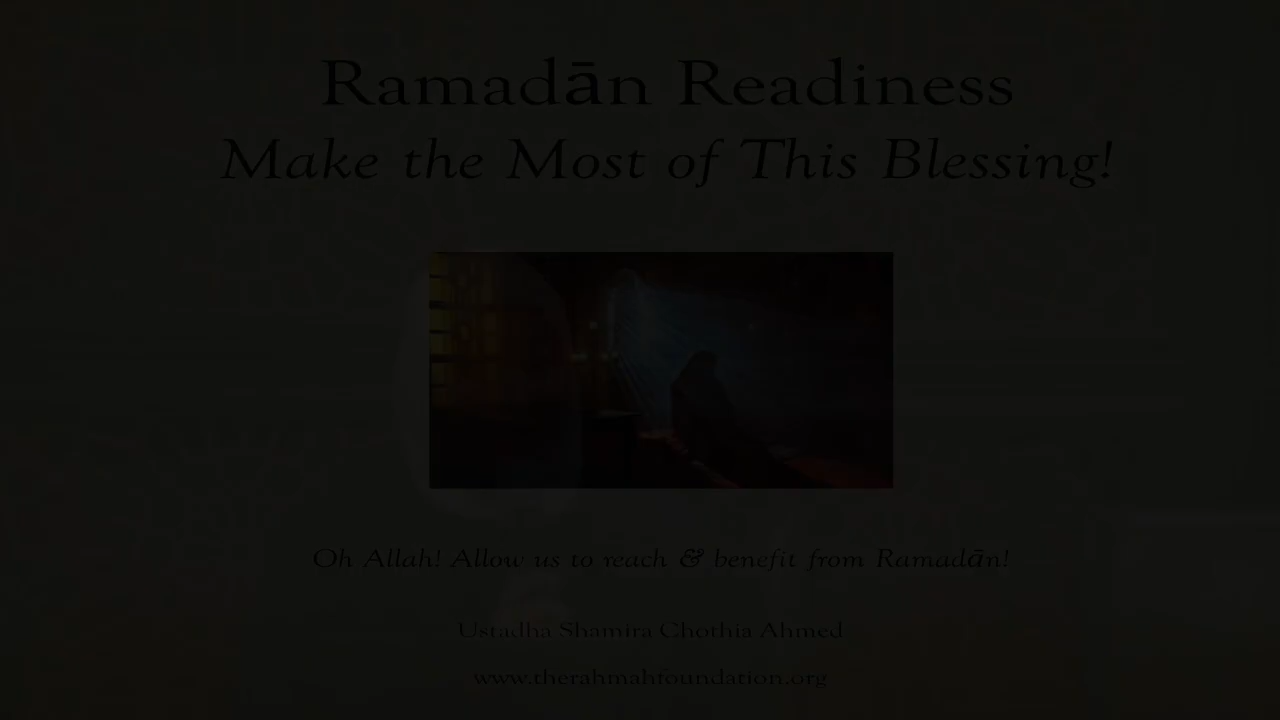 Ramadān Readiness
Make the Most of This Blessing!
Oh Allah! Allow us to reach & benefit from Ramadān!
Ustadha Shamira Chothia Ahmed
www.therahmahfoundation.org